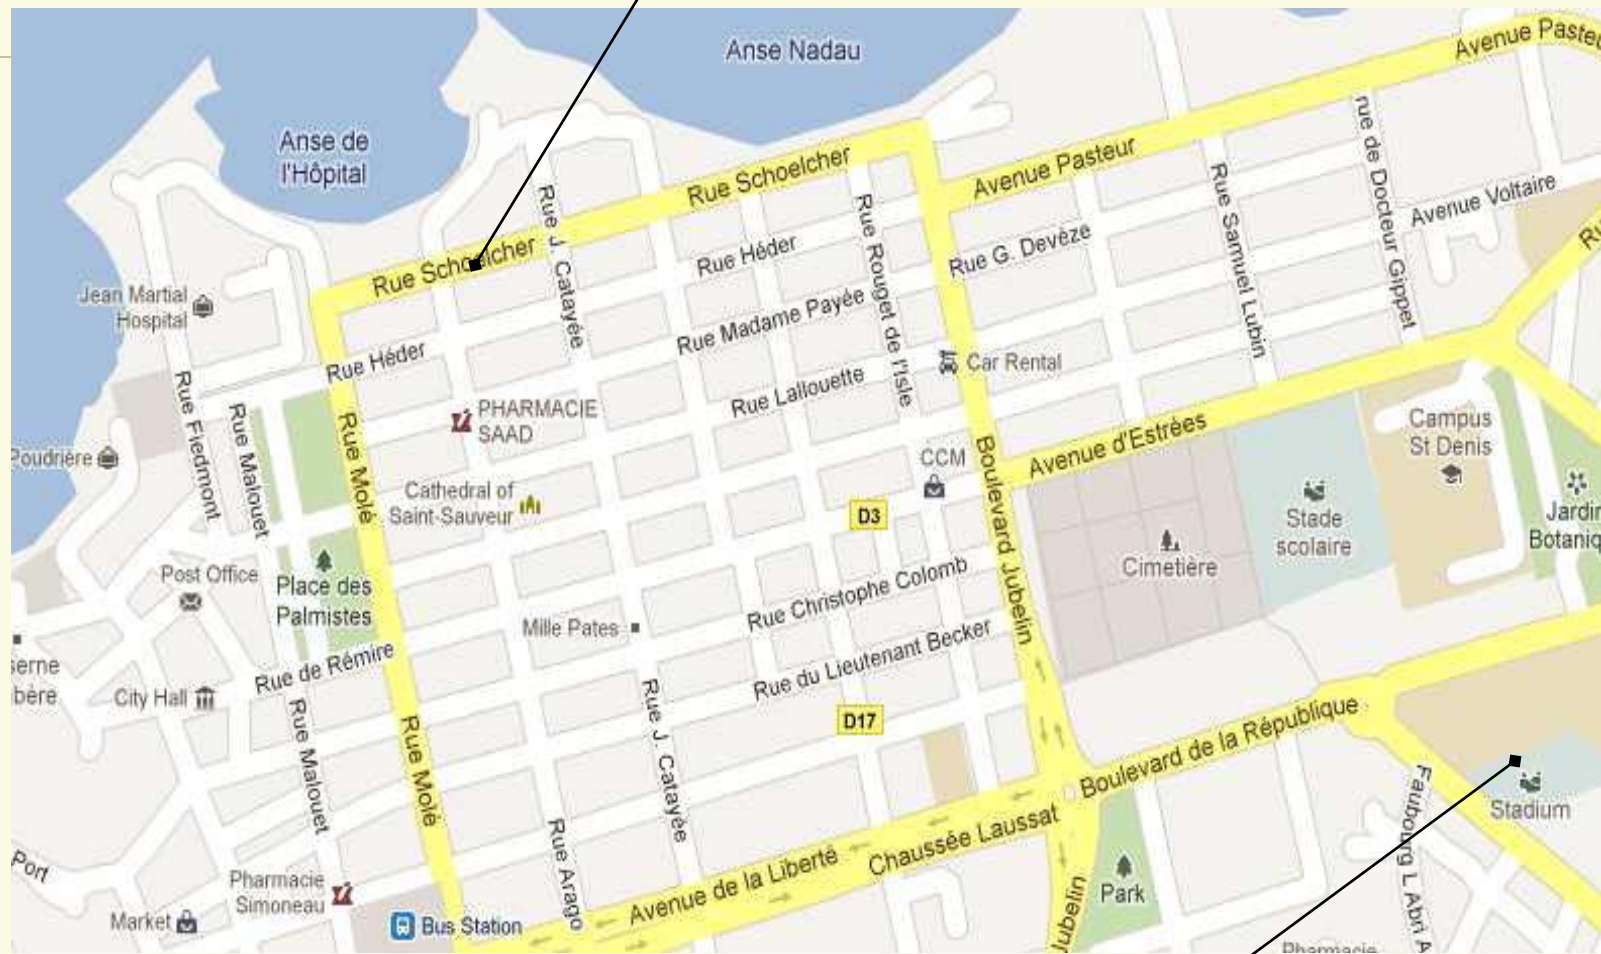 Anse Nadau
Avenue Pasteur
Anse de
l'Hôpital
Rue Schoelcher
Avenue Pasteur
rue de Docteur Gippet
Rue Schoelcher
Rue J. Catayée
Rue Rouget de l'Isle
Rue Samuel Lubin
Avenue Voltaire
Rue Héder
Rue G. Devèze
Jean Martial
Hospital
Rue Madame Payée
Rue Héder
Car Rental
Rue Lallouette
Rue Fiedmont
Rue Malouet
Rue Molé
PHARMACIE
SAAD
Avenue d'Estrées
Campus
St Denis
Poudrière
CCM
Boulevard Jubelin
Cathedral of
Saint-Sauveur
D3
Stade
scolaire
Jardin
Botaniq
Cimetière
Post Office
Place des
Palmistes
Rue Christophe Colomb
Mille Pates
Rue du Lieutenant Becker
serne
bère
Rue de Rémire
City Hall
Rue Malouet
Rue Molé
Rue J. Catayée
D17
Boulevard de la République
Faubourg L Abri A
Stadium
Chaussée Laussat
Avenue de la Liberté
Port
Pharmacie
Simoneau
Rue Arago
Park
Jubelin
Market
Bus Station
Pharmacie